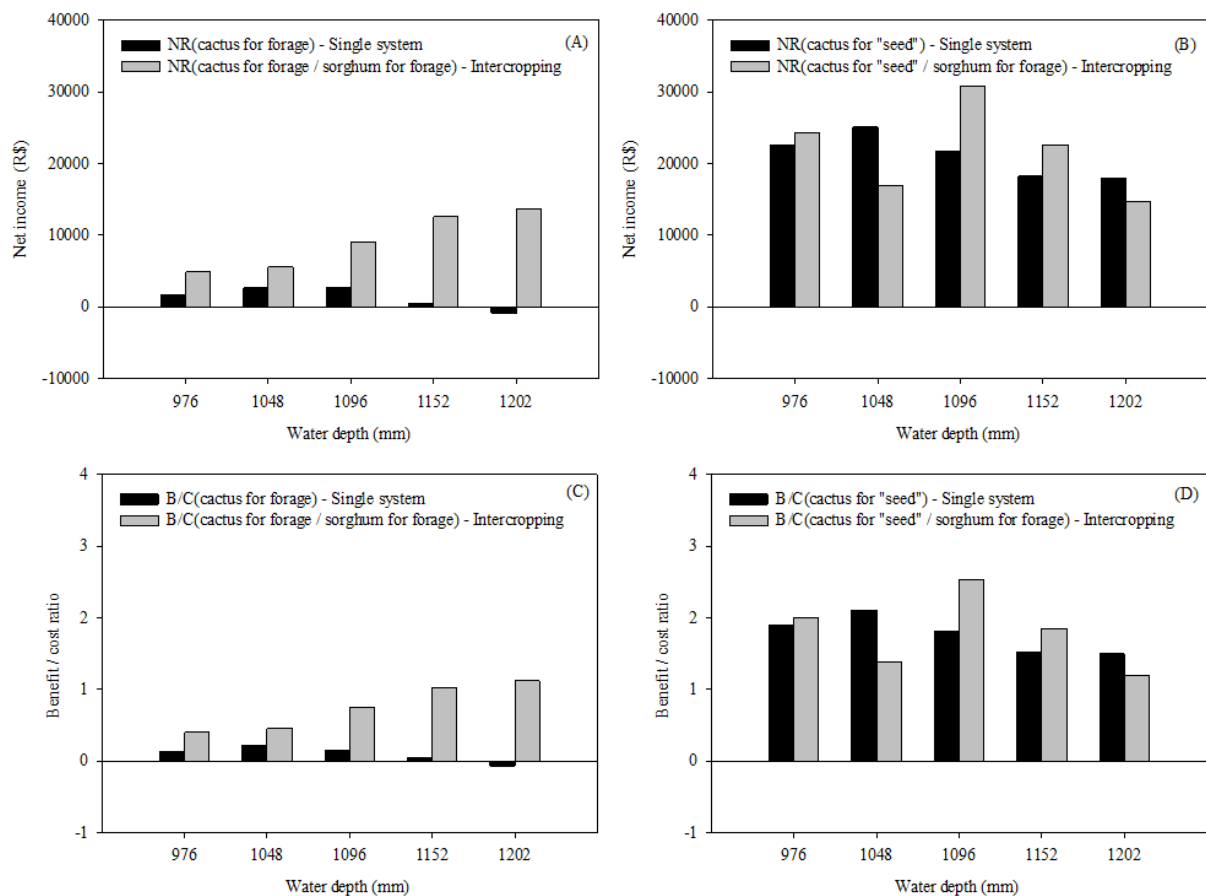 40000
30000
20000
10000
0
-10000
Net income (R$)
NR(cactus for forage) - Single system
(A)
NR(cactus for forage / sorghum for forage) - Intercropping
976 1048 1096 1152 1202
Water depth (mm)
40000
30000
20000
10000
0
-10000
Net income (R$)
NR(cactus for "seed") - Single system
(B)
NR(cactus for "seed" / sorghum for forage) - Intercropping
976 1048 1096 1152 1202
Water depth (mm)
4
3
2
1
0
-1
Benefit / cost ratio
B/C(cactus for forage) - Single system
(C)
B/C(cactus for forage / sorghum for forage) - Intercropping
976 1048 1096 1152 1202
Water depth (mm)
4
3
2
1
0
-1
Benefit / cost ratio
B/C(cactus for "seed") - Single system
(D)
B/C(cactus for "seed" / sorghum for forage) - Intercropping
976 1048 1096 1152 1202
Water depth (mm)